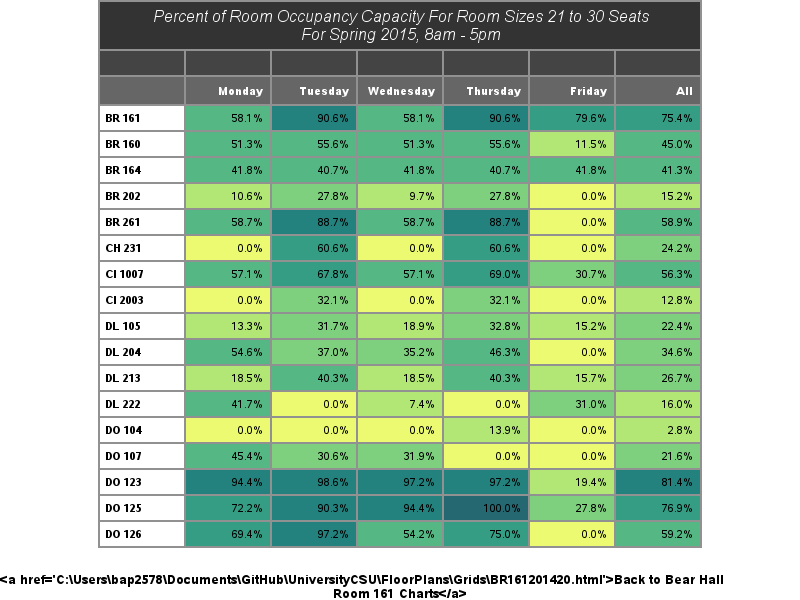 Percent of Room Occupancy Capacity For Room Sizes 21 to 30 Seats
For Spring 2015, 8am - 5pm
Monday Tuesday Wednesday Thursday Friday All
BR 161 58.1% 90.6% 58.1% 90.6% 79.6% 75.4%
BR 160 51.3% 55.6% 51.3% 55.6% 11.5% 45.0%
BR 164 41.8% 40.7% 41.8% 40.7% 41.8% 41.3%
BR 202 10.6% 27.8% 9.7% 27.8% 0.0% 15.2%
BR 261 58.7% 88.7% 58.7% 88.7% 0.0% 58.9%
CH 231 0.0% 60.6% 0.0% 60.6% 0.0% 24.2%
CI 1007 57.1% 67.8% 57.1% 69.0% 30.7% 56.3%
CI 2003 0.0% 32.1% 0.0% 32.1% 0.0% 12.8%
DL 105 13.3% 31.7% 18.9% 32.8% 15.2% 22.4%
DL 204 54.6% 37.0% 35.2% 46.3% 0.0% 34.6%
DL 213 18.5% 40.3% 18.5% 40.3% 15.7% 26.7%
DL 222 41.7% 0.0% 7.4% 0.0% 31.0% 16.0%
DO 104 0.0% 0.0% 0.0% 13.9% 0.0% 2.8%
DO 107 45.4% 30.6% 31.9% 0.0% 0.0% 21.6%
DO 123 94.4% 98.6% 97.2% 97.2% 19.4% 81.4%
DO 125 72.2% 90.3% 94.4% 100.0% 27.8% 76.9%
DO 126 69.4% 97.2% 54.2% 75.0% 0.0% 59.2%
<a href='C:\Users\bap2578\Documents\GitHub\UniversityCSU\FloorPlans\Grids\BR161201420.html'>Back to Bear Hall
Room 161 Charts</a>